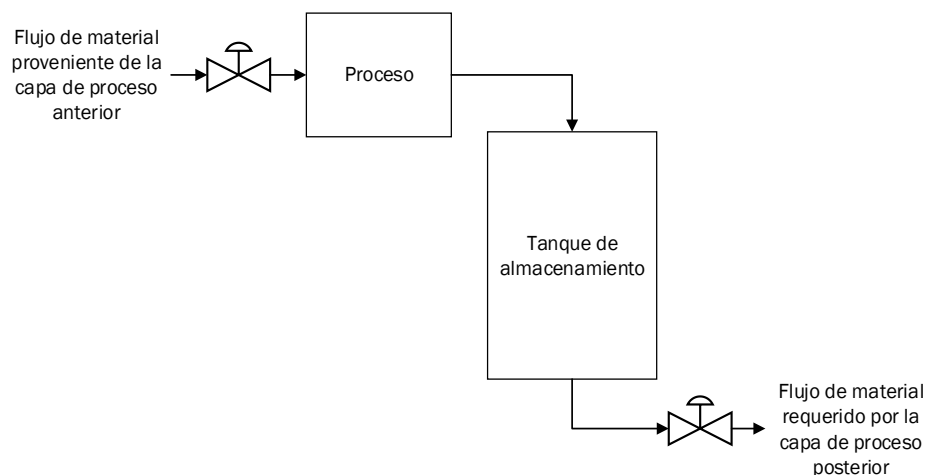 Flujo de material
proveniente de la
capa de proceso
anterior
Proceso
Tanque de
almacenamiento
Flujo de material
requerido por la
capa de proceso
posterior